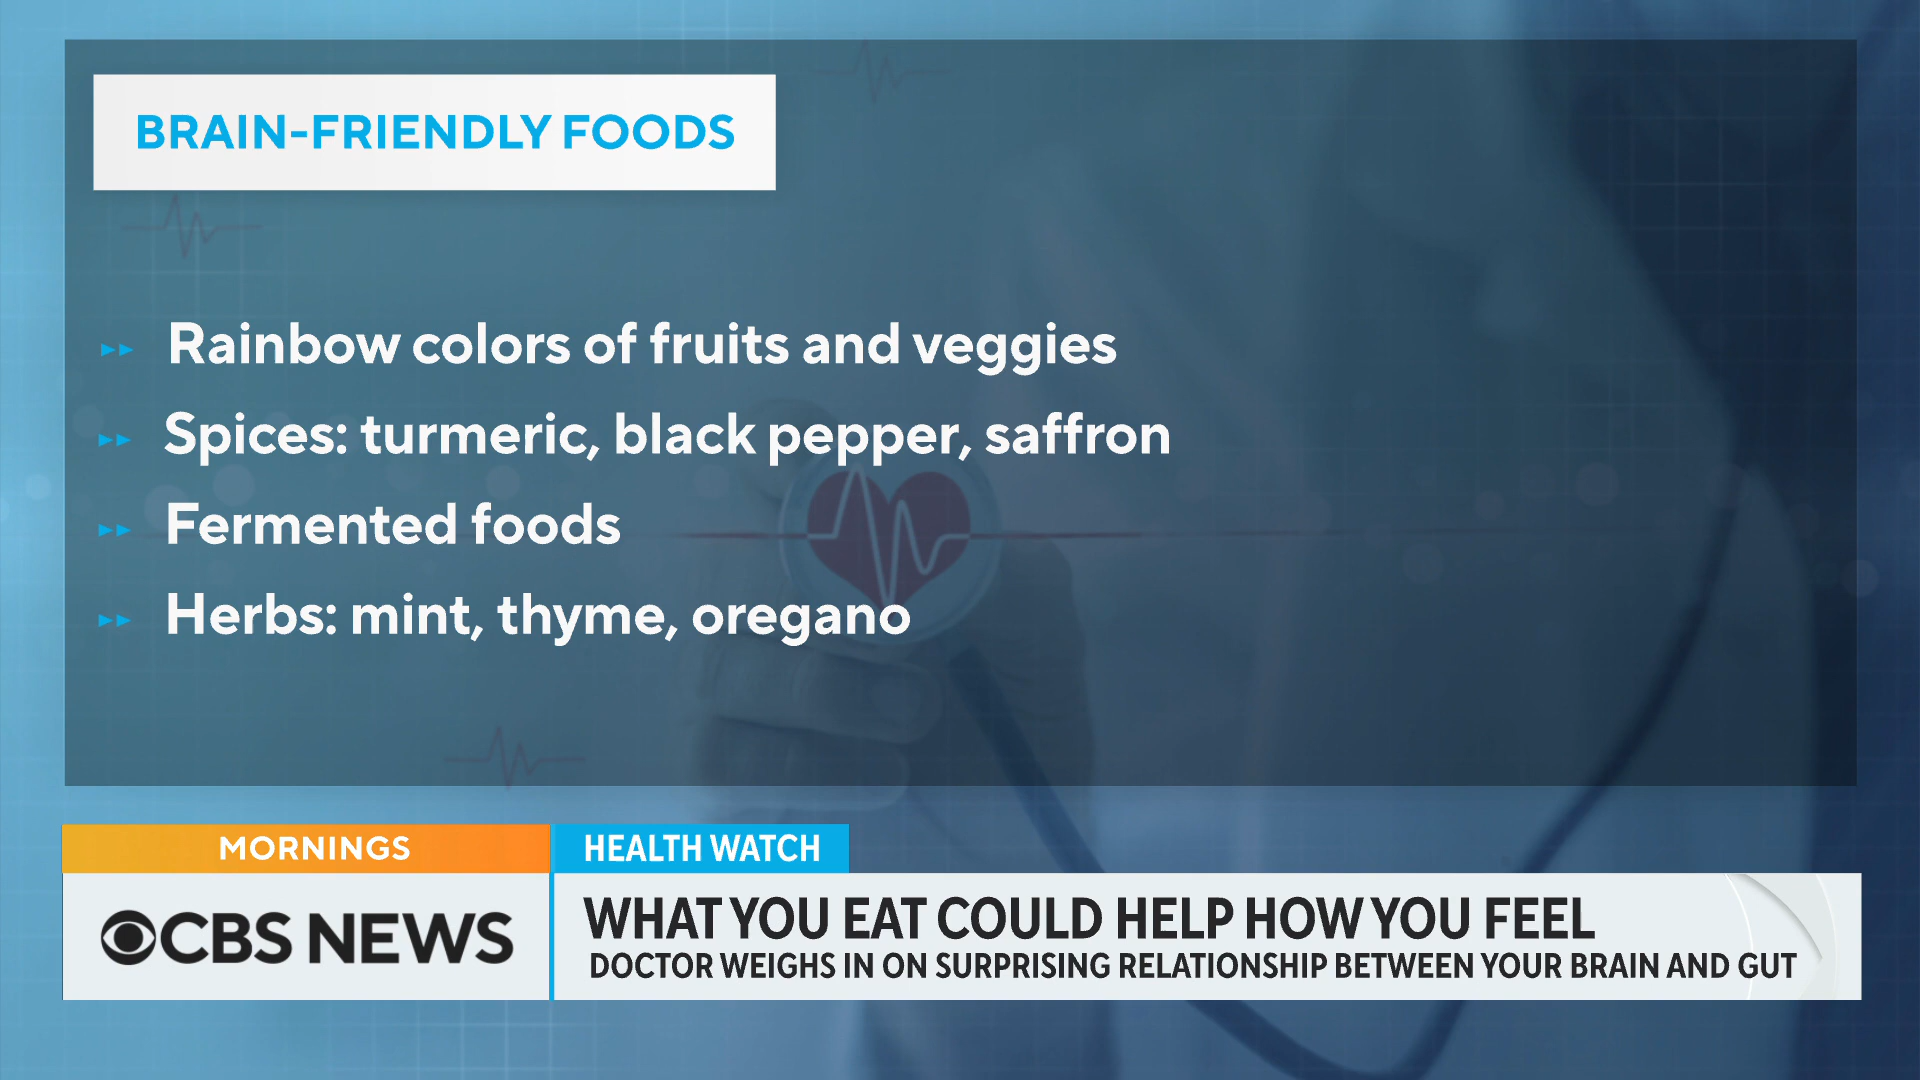 BRAIN-FRIENDLY FOODS
Rainbow colors of fruits and veggies
Spices: turmeric, black pepper, saffron
Fermented foods
Herbs: mint, thyme, oregano
MORNINGS
HEALTH WATCH
CBS NEWS
WHAT YOU EAT COULD HELP HOW YOU FEEL
DOCTOR WEIGHS IN ON SURPRISING RELATIONSHIP BETWEEN YOUR BRAIN AND GUT